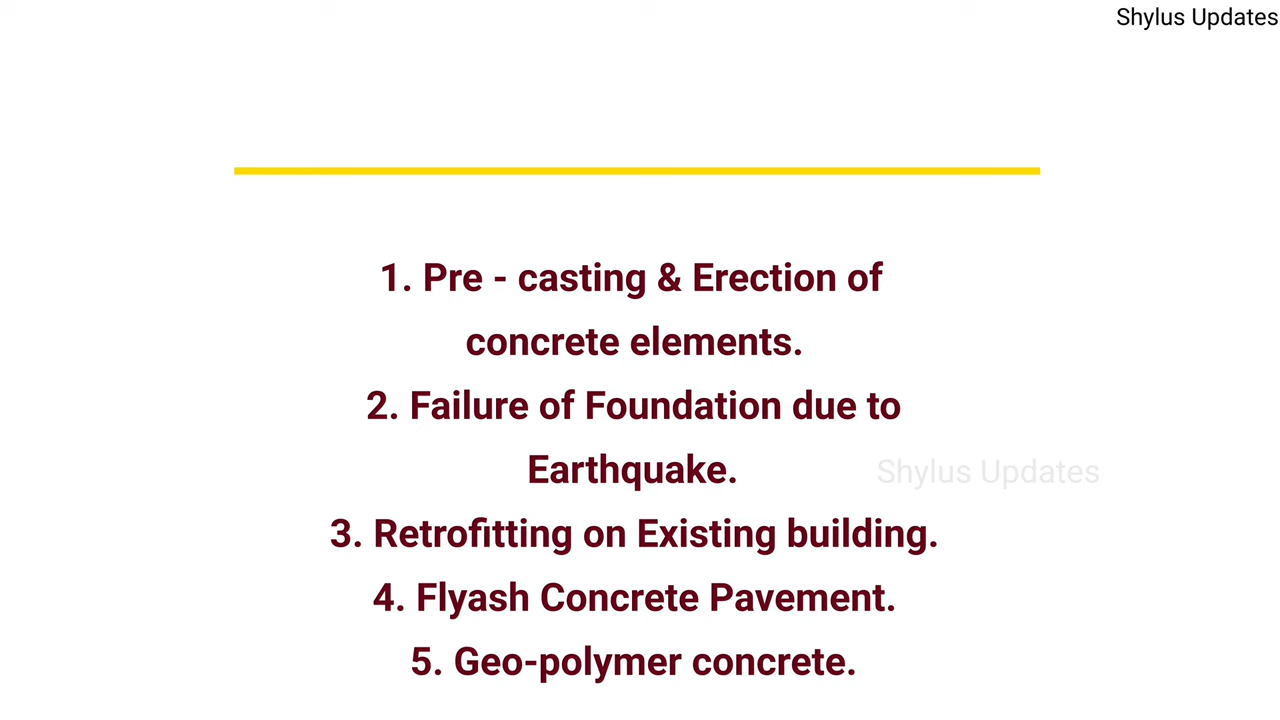 Shylus Updates
1. Pre - casting & Erection of
concrete elements.
2. Failure of Foundation due to
Earthquake.
Shylus Updates
3. Retrofitting on Existing building.
4. Flyash Concrete Pavement.
5. Geo-polymer concrete.